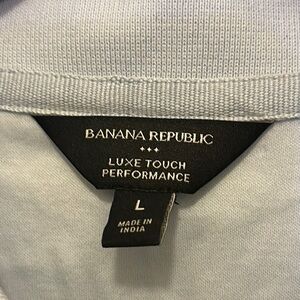 BANANA REPUBLIC
LUXE TOUCH
PERFORMANCE
L
MADE IN
INDIA